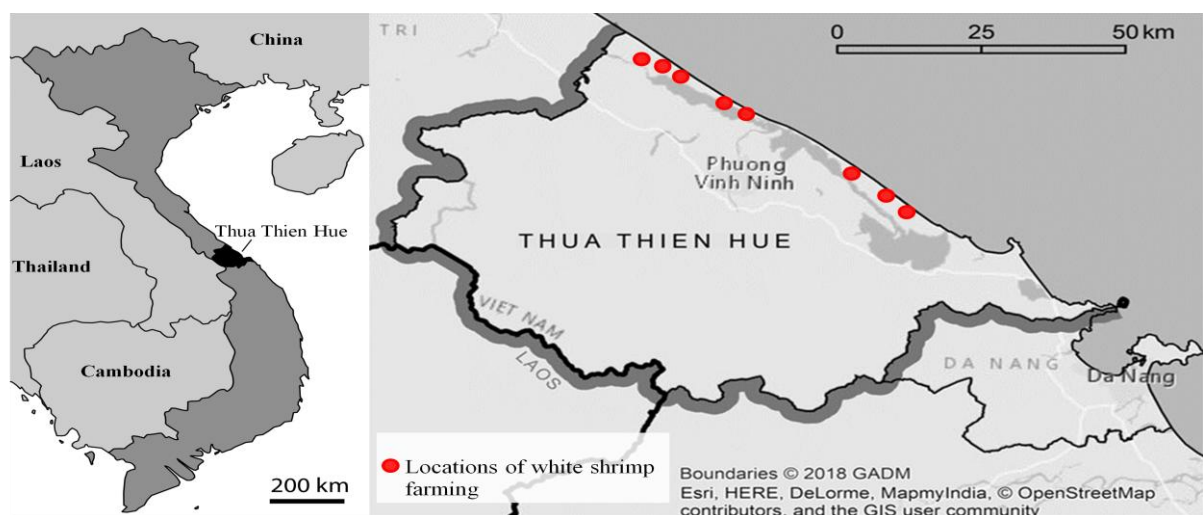 China
Laos
Thua Thien Hue
Thailand
Cambodia
200 km
TRI
0 25 50 km
Phuong
Vinh Ninh
THUA THIEN HUE
VIET NAM
LAOS
DA NANG
Da Nang
Locations of white shrimp
farming
Boundaries © 2018 GADM
Esri, HERE, DeLorme, MapmyIndia, © OpenStreetMap
contributors, and the GIS user community